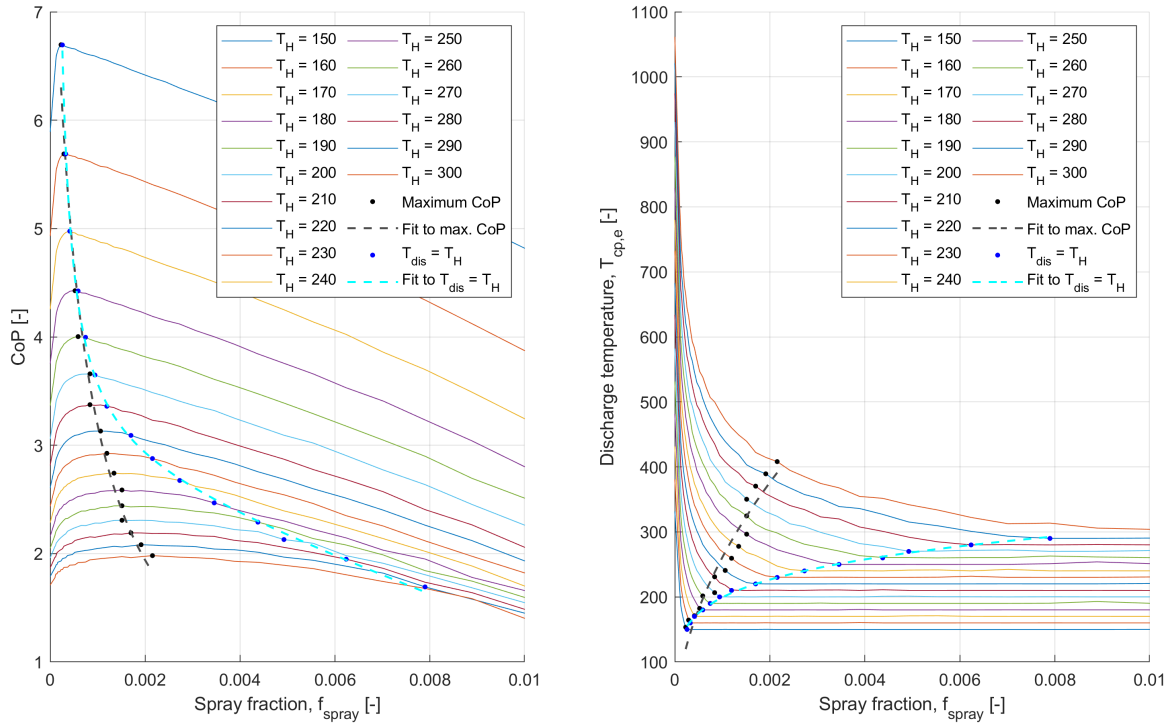 7
6
5
4
3
2
1
CoP [-]
0
0.002
0.004
0.006
0.008
0.01
Spray fraction, f_spray [-]
T_H = 150
T_H = 160
T_H = 170
T_H = 180
T_H = 190
T_H = 200
T_H = 210
T_H = 220
T_H = 230
T_H = 240
T_H = 250
T_H = 260
T_H = 270
T_H = 280
T_H = 290
T_H = 300
Maximum CoP
Fit to max. CoP
T_dis = T_H
Fit to T_dis = T_H
1100
1000
900
800
700
600
500
400
300
200
100
Discharge temperature, T_cp,e [-]
0
0.002
0.004
0.006
0.008
0.01
Spray fraction, f_spray [-]
T_H = 150
T_H = 160
T_H = 170
T_H = 180
T_H = 190
T_H = 200
T_H = 210
T_H = 220
T_H = 230
T_H = 240
T_H = 250
T_H = 260
T_H = 270
T_H = 280
T_H = 290
T_H = 300
Maximum CoP
Fit to max. CoP
T_dis = T_H
Fit to T_dis = T_H